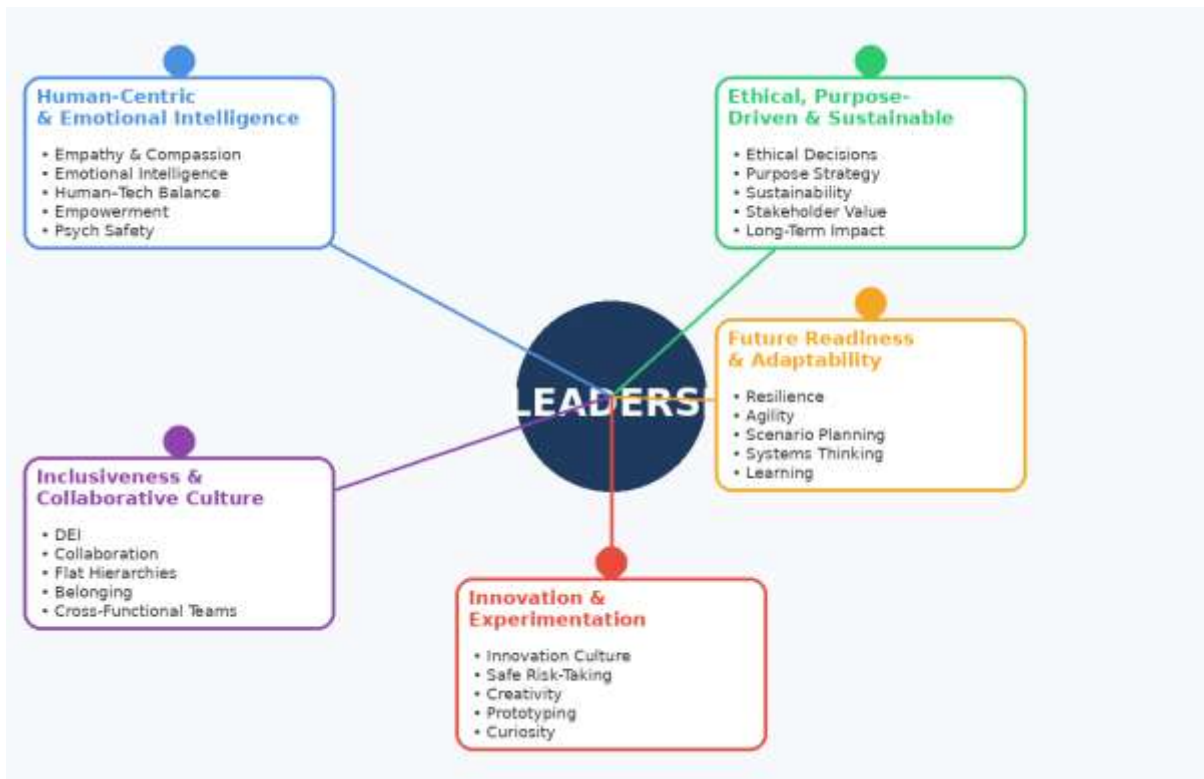 Human-Centric
& Emotional Intelligence
• Empathy & Compassion
• Emotional Intelligence
• Human-Tech Balance
• Empowerment
• Psych Safety
Ethical, Purpose-
Driven & Sustainable
• Ethical Decisions
• Purpose Strategy
• Sustainability
• Stakeholder Value
• Long-Term Impact
LEADERS
Future Readiness
& Adaptability
• Resilience
• Agility
• Scenario Planning
• Systems Thinking
• Learning
Inclusiveness &
Collaborative Culture
• DEI
• Collaboration
• Flat Hierarchies
• Belonging
• Cross-Functional Teams
Innovation &
Experimentation
• Innovation Culture
• Safe Risk-Taking
• Creativity
• Prototyping
• Curiosity